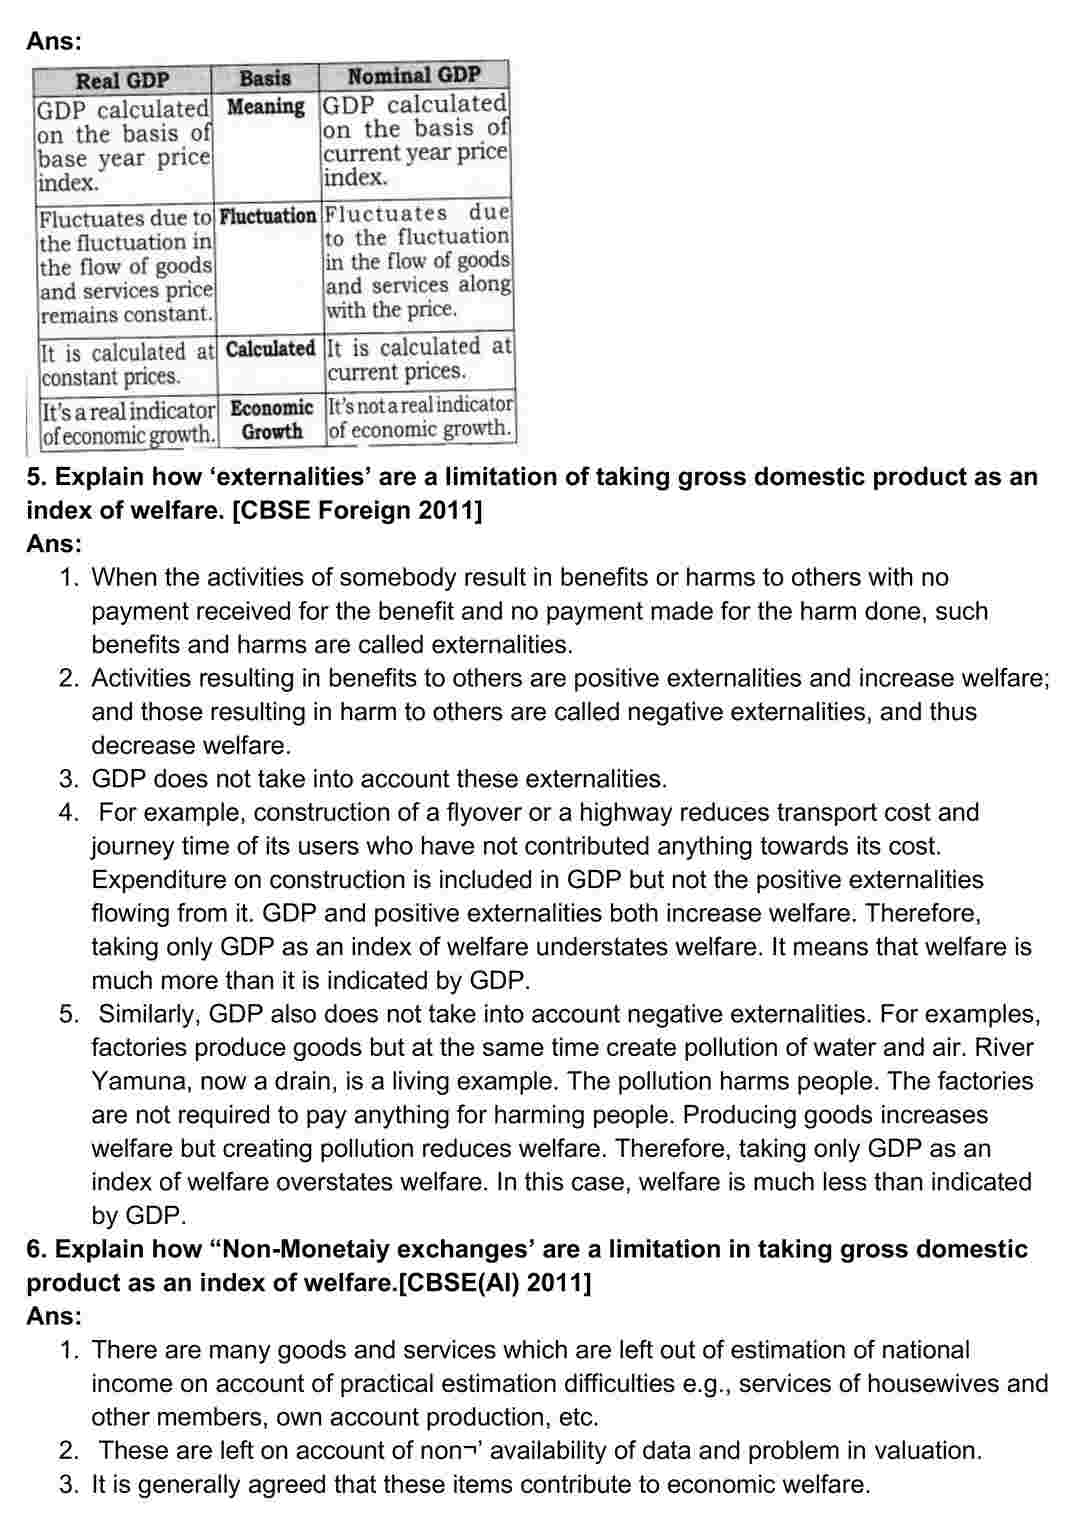 Ans:
Real GDP Basis Nominal GDP
GDP calculated Meaning GDP calculated
on the basis of on the basis of
base year price current year price
index. index.
Fluctuates due to Fluctuation Fluctuates due
the fluctuation in to the fluctuation
the flow of goods in the flow of goods
and services price and services along
remains constant. with the price.
It is calculated at Calculated It is calculated at
constant prices. current prices.
It's a real indicator Economic It's not a real indicator
of economic growth. Growth of economic growth.
5. Explain how ‘externalities’ are a limitation of taking gross domestic product as an
index of welfare. [CBSE Foreign 2011]
Ans:
1. When the activities of somebody result in benefits or harms to others with no
payment received for the benefit and no payment made for the harm done, such
benefits and harms are called externalities.
2. Activities resulting in benefits to others are positive externalities and increase welfare;
and those resulting in harm to others are called negative externalities, and thus
decrease welfare.
3. GDP does not take into account these externalities.
4. For example, construction of a flyover or a highway reduces transport cost and
journey time of its users who have not contributed anything towards its cost.
Expenditure on construction is included in GDP but not the positive externalities
flowing from it. GDP and positive externalities both increase welfare. Therefore,
taking only GDP as an index of welfare understates welfare. It means that welfare is
much more than it is indicated by GDP.
5. Similarly, GDP also does not take into account negative externalities. For examples,
factories produce goods but at the same time create pollution of water and air. River
Yamuna, now a drain, is a living example. The pollution harms people. The factories
are not required to pay anything for harming people. Producing goods increases
welfare but creating pollution reduces welfare. Therefore, taking only GDP as an
index of welfare overstates welfare. In this case, welfare is much less than indicated
by GDP.
6. Explain how “Non-Monetaiy exchanges’ are a limitation in taking gross domestic
product as an index of welfare.[CBSE(AI) 2011]
Ans:
1. There are many goods and services which are left out of estimation of national
income on account of practical estimation difficulties e.g., services of housewives and
other members, own account production, etc.
2. These are left on account of non¬’ availability of data and problem in valuation.
3. It is generally agreed that these items contribute to economic welfare.